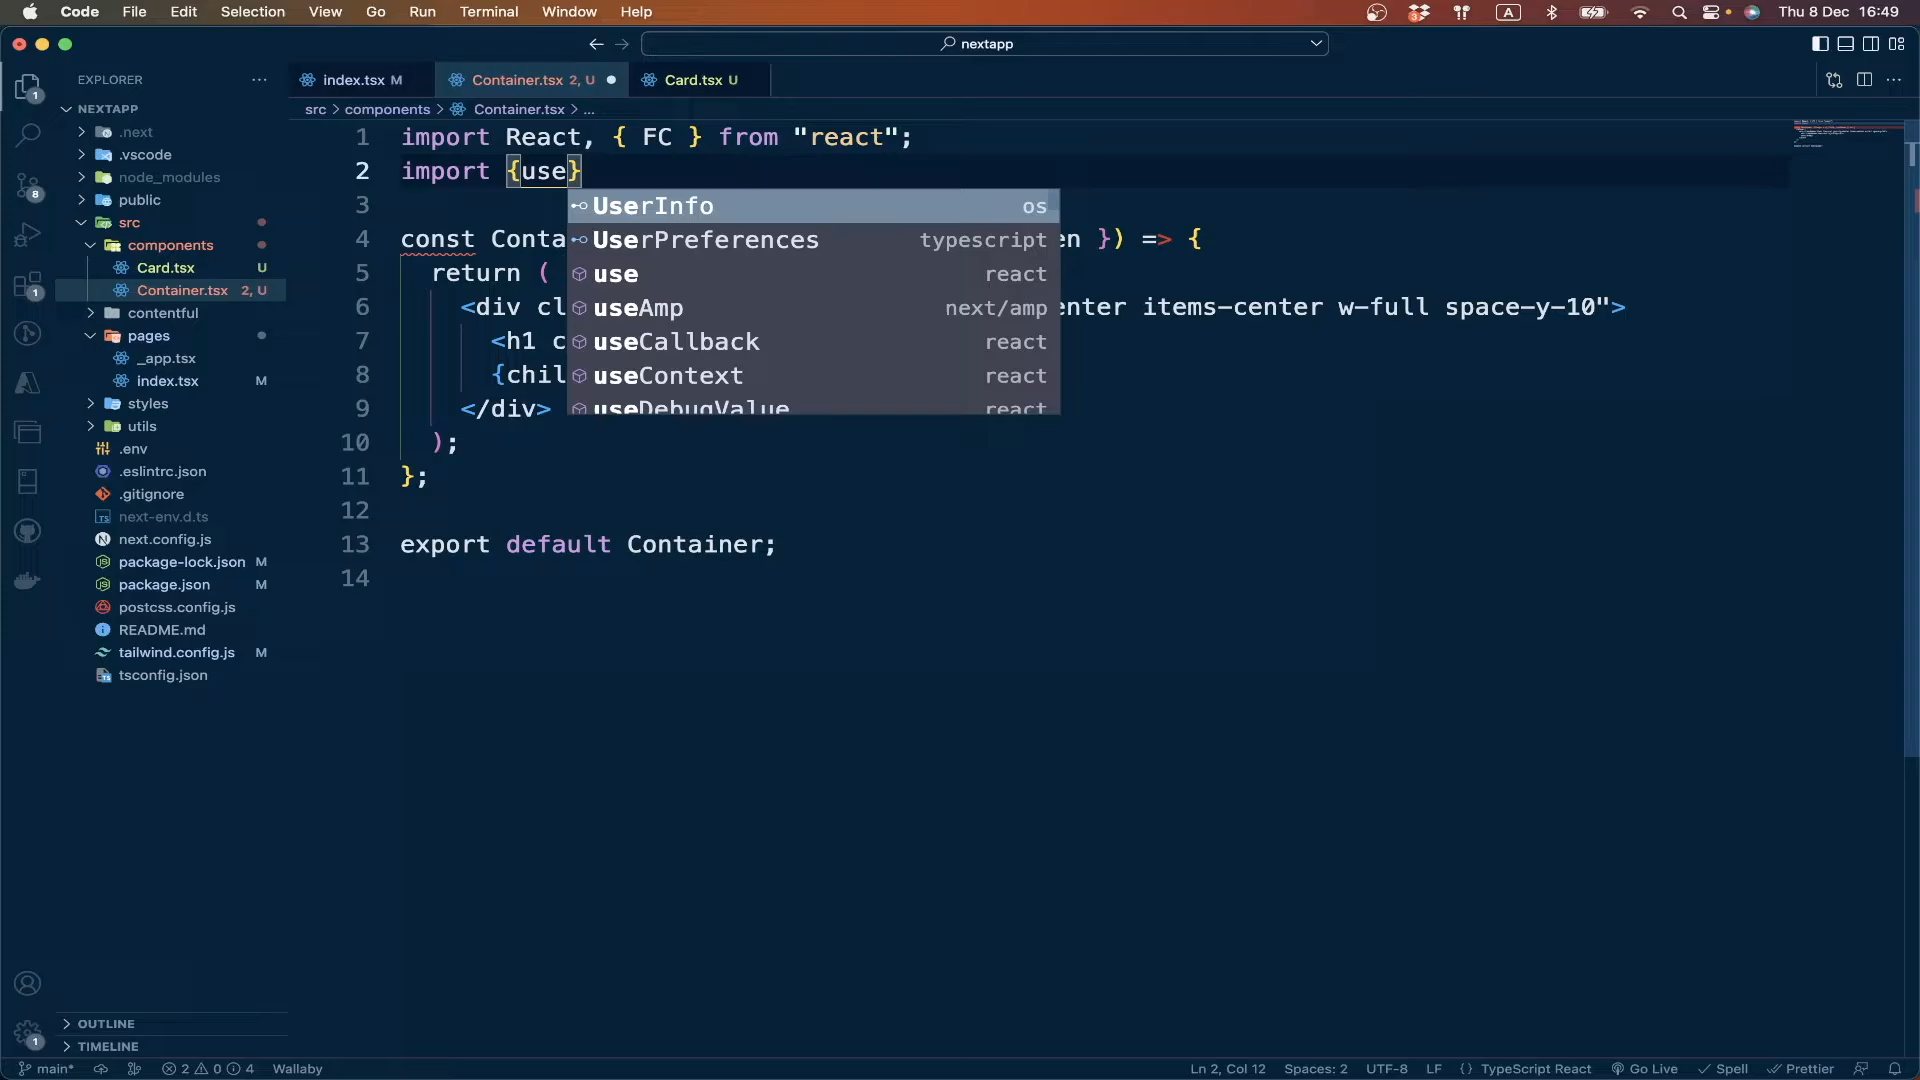 Code File Edit Selection View Go Run Terminal Window Help 3 A Thu 8 Dec 16:49
nextapp
EXPLORER
index.tsx M Container.tsx 2, U Card.tsx U
NEXTAPP
src > components > Container.tsx > ...
.next
.vscode
node_modules
public
src
components
Card.tsx U
Container.tsx 2, U
contentful
pages
_app.tsx
index.tsx M
styles
utils
.env
.eslintrc.json
.gitignore
next-env.d.ts
next.config.js
package-lock.json M
package.json M
postcss.config.js
README.md
tailwind.config.js M
tsconfig.json
OUTLINE
TIMELINE
1
8
1
1
1 import React, { FC } from "react";
2 import {use}
3
4 const Conta en }) => {
5 return (
6 <div cl enter items-center w-full space-y-10">
7 <h1 c
8 {chil
9 </div>
10 );
11 };
12
13 export default Container;
14
UserInfo os
UserPreferences typescript
use react
useAmp next/amp
useCallback react
useContext react
useDebugValue react
main* 2 0 4 Wallaby Ln 2, Col 12 Spaces: 2 UTF-8 LF {} TypeScript React Go Live Spell Prettier